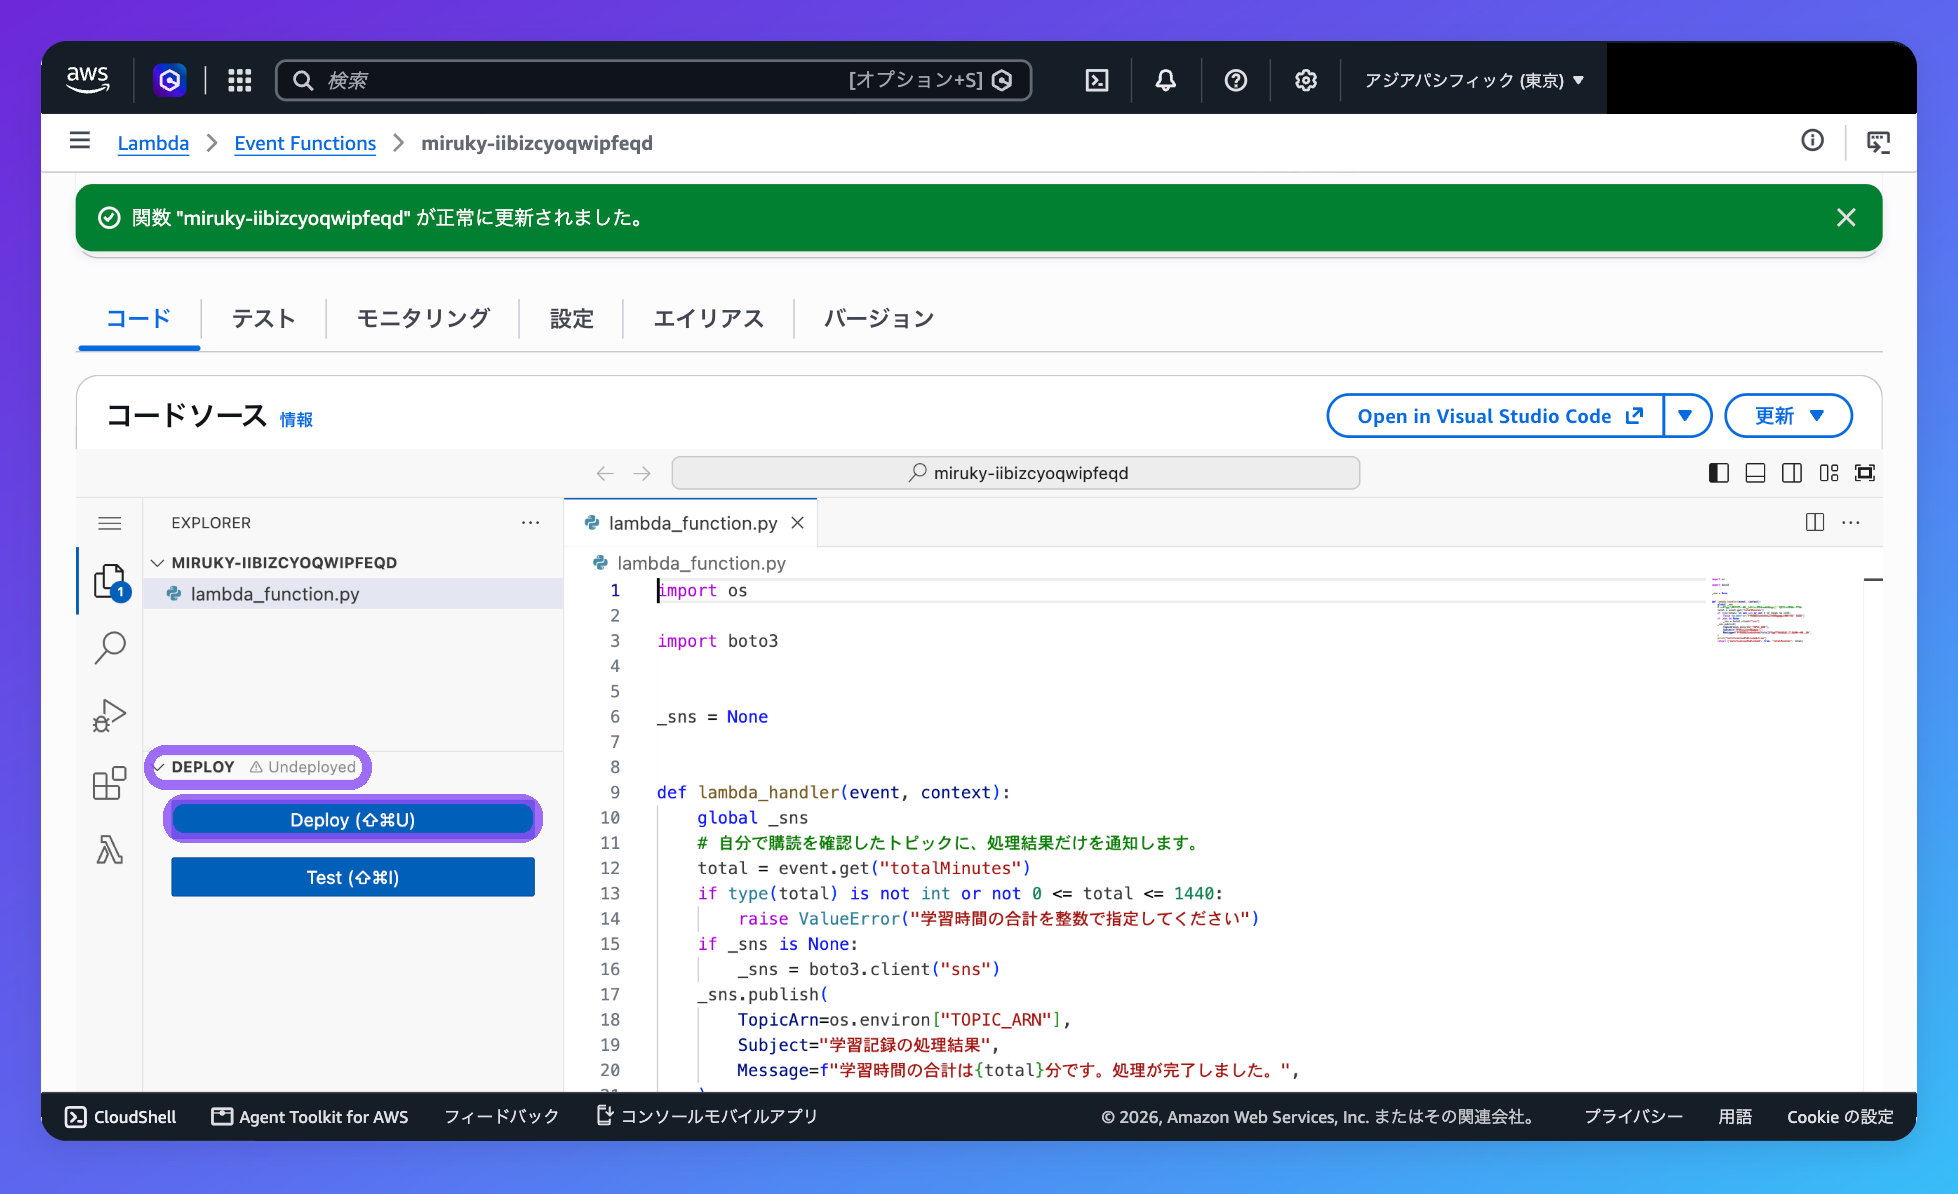 aws
検索 [オプション+S]
アジアパシフィック (東京) ▼
Lambda > Event Functions > miruky-iibizcyoqwipfeqd
関数 "miruky-iibizcyoqwipfeqd" が正常に更新されました。
コード テスト モニタリング 設定 エイリアス バージョン
コードソース 情報
Open in Visual Studio Code
更新
miruky-iibizcyoqwipfeqd
EXPLORER
MIRUKY-IIBIZCYOQWIPFEQD
1
lambda_function.py
DEPLOY Undeployed
Deploy (⇧⌘U)
Test (⇧⌘I)
lambda_function.py
lambda_function.py
1 import os
2
3 import boto3
4
5
6 _sns = None
7
8
9 def lambda_handler(event, context):
10 global _sns
11 # 自分で購読を確認したトピックに、処理結果だけを通知します。
12 total = event.get("totalMinutes")
13 if type(total) is not int or not 0 <= total <= 1440:
14 raise ValueError("学習時間の合計を整数で指定してください")
15 if _sns is None:
16 _sns = boto3.client("sns")
17 _sns.publish(
18 TopicArn=os.environ["TOPIC_ARN"],
19 Subject="学習記録の処理結果",
20 Message=f"学習時間の合計は{total}分です。処理が完了しました。",
CloudShell Agent Toolkit for AWS フィードバック コンソールモバイルアプリ
© 2026, Amazon Web Services, Inc. またはその関連会社。 プライバシー 用語 Cookie の設定